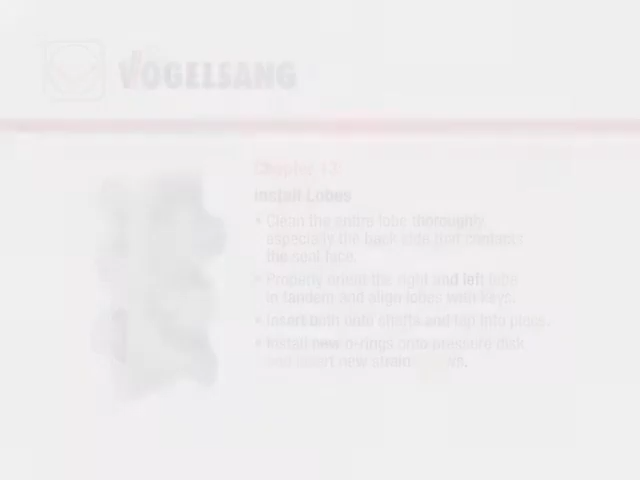 VOGELSANG
Chapter 12
Install Lobes
• Clean the entire lobe thoroughly
especially the back side that contacts
the seal face.
• Properly orient the right and left lobe
in tandem and align lobes with keys.
• Insert both onto shafts and tap into place.
• Install new o-rings onto pressure disk
and insert new strain